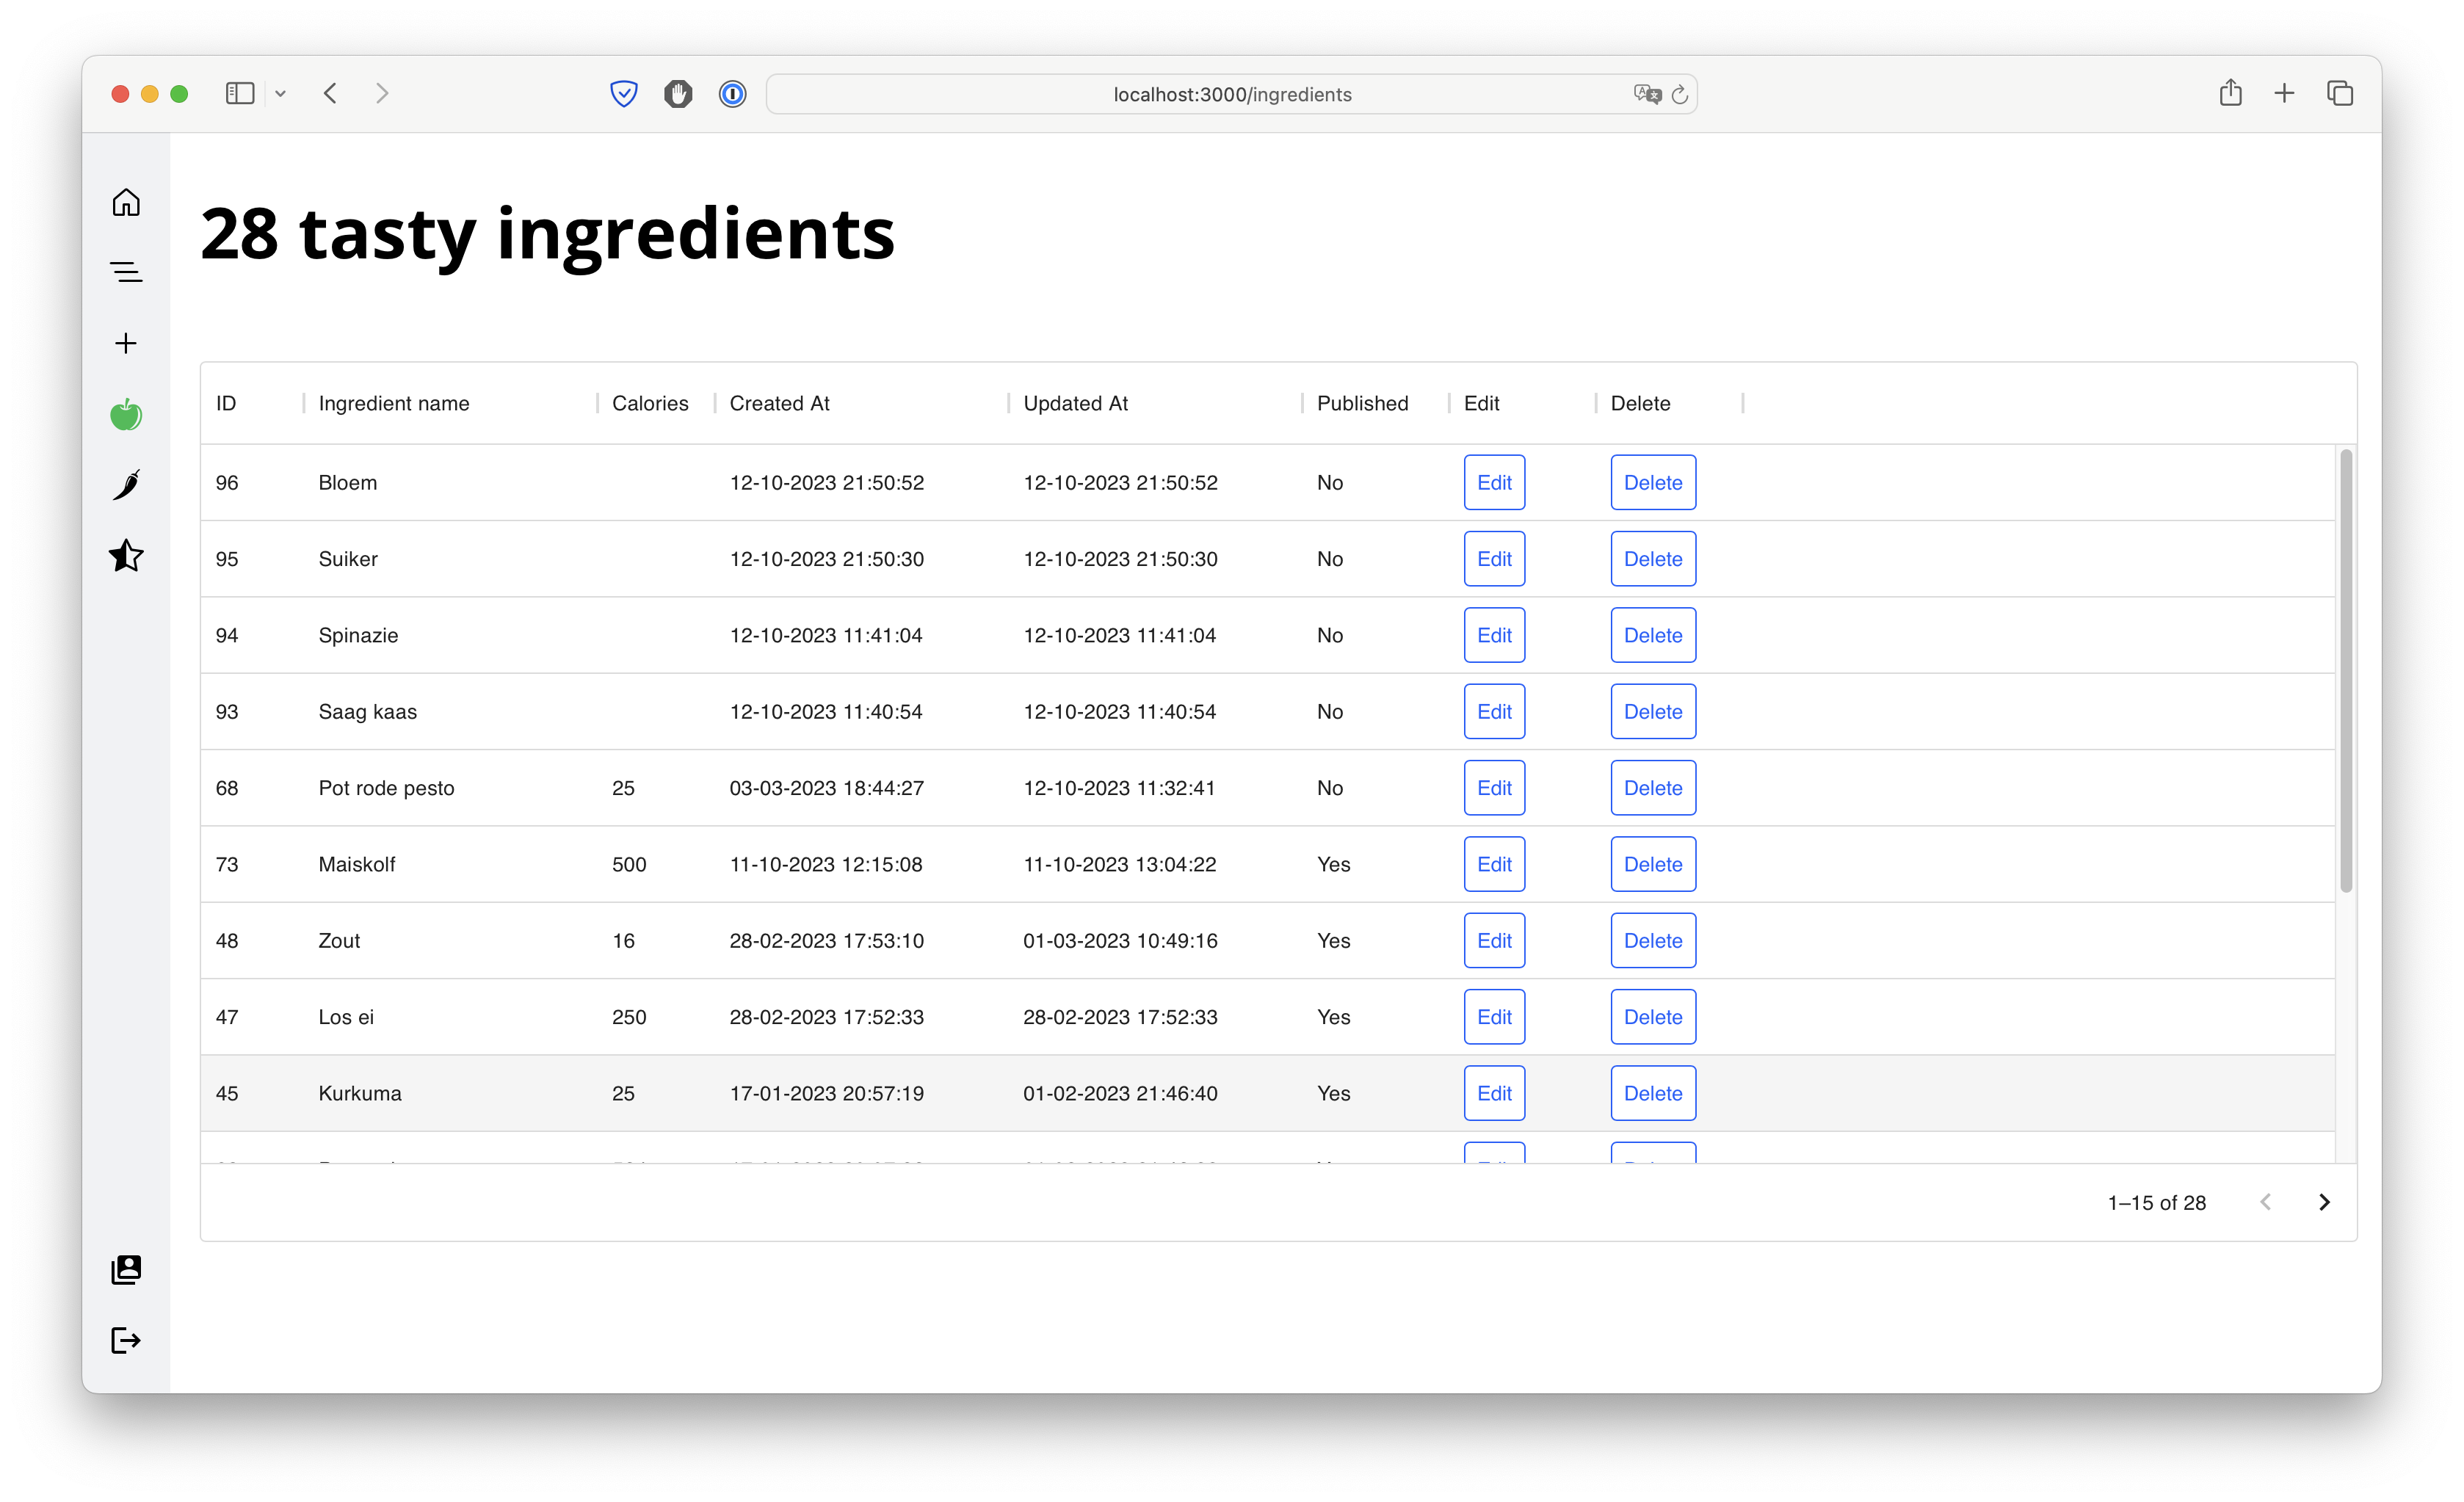 localhost:3000/ingredients
28 tasty ingredients
ID Ingredient name Calories Created At Updated At Published Edit Delete
96 Bloem 12-10-2023 21:50:52 12-10-2023 21:50:52 No Edit Delete
95 Suiker 12-10-2023 21:50:30 12-10-2023 21:50:30 No Edit Delete
94 Spinazie 12-10-2023 11:41:04 12-10-2023 11:41:04 No Edit Delete
93 Saag kaas 12-10-2023 11:40:54 12-10-2023 11:40:54 No Edit Delete
68 Pot rode pesto 25 03-03-2023 18:44:27 12-10-2023 11:32:41 No Edit Delete
73 Maiskolf 500 11-10-2023 12:15:08 11-10-2023 13:04:22 Yes Edit Delete
48 Zout 16 28-02-2023 17:53:10 01-03-2023 10:49:16 Yes Edit Delete
47 Los ei 250 28-02-2023 17:52:33 28-02-2023 17:52:33 Yes Edit Delete
45 Kurkuma 25 17-01-2023 20:57:19 01-02-2023 21:46:40 Yes Edit Delete
1–15 of 28